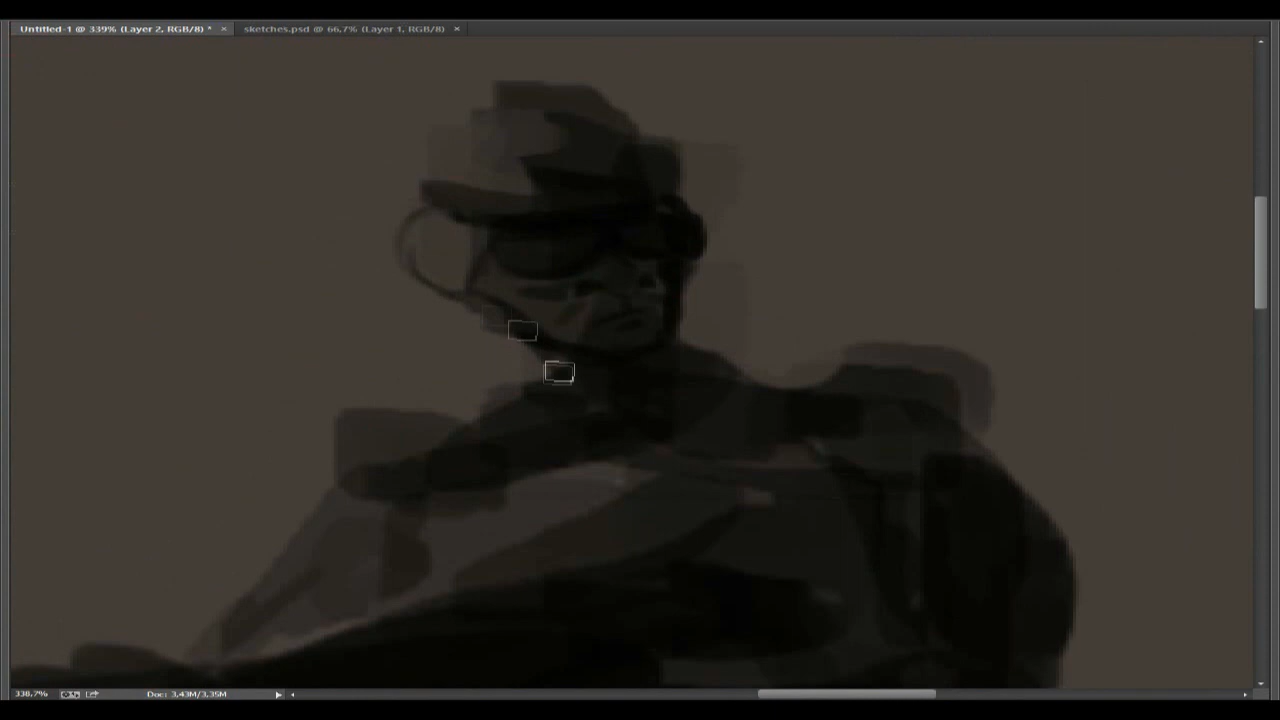 Untitled-1 @ 339% (Layer 2, RGB/8) * ×
sketches.psd @ 66,7% (Layer 1, RGB/8) ×
338,7%
Doc: 3,43M/3,35M